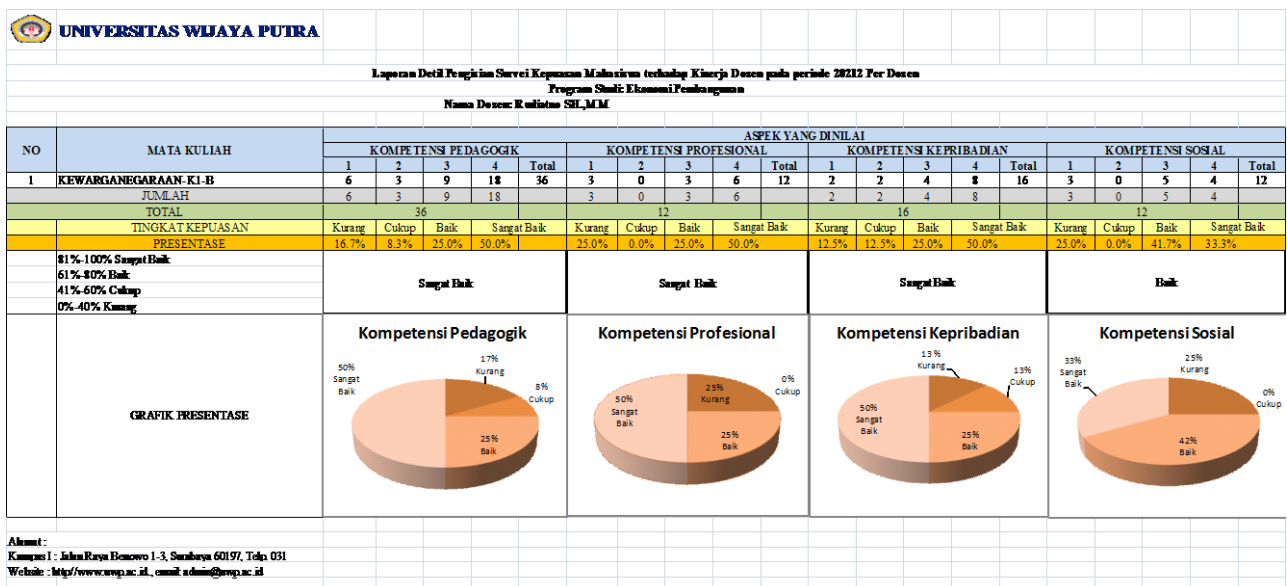 UNIVERSITAS WIJAYA PUTRA
Laporan Detil Pengisian Survei Kepuasan Mahasiswa terhadap Kinerja Dosen pada periode 20212 Per Dosen
Program Studi: Ekonomi Pembangunan
Nama Dosen: Rudiatno SH.,MM
NO MATA KULIAH ASPEK YANG DINILAI
KOMPETENSI PEDAGOGIK KOMPETENSI PROFESIONAL KOMPETENSI KEPRIBADIAN KOMPETENSI SOSIAL
1 2 3 4 Total 1 2 3 4 Total 1 2 3 4 Total 1 2 3 4 Total
1 KEWARGANEGARAAN-K1-B 6 3 9 18 36 3 0 3 6 12 2 2 4 8 16 3 0 5 4 12
JUMLAH 6 3 9 18 3 0 3 6 2 2 4 8 3 0 5 4
TOTAL 36 12 16 12
TINGKAT KEPUASAN Kurang Cukup Baik Sangat Baik Kurang Cukup Baik Sangat Baik Kurang Cukup Baik Sangat Baik Kurang Cukup Baik Sangat Baik
PRESENTASE 16.7% 8.3% 25.0% 50.0% 25.0% 0.0% 25.0% 50.0% 12.5% 12.5% 25.0% 50.0% 25.0% 0.0% 41.7% 33.3%
81%-100% Sangat Baik
61%-80% Baik
41%-60% Cukup
0%-40% Kurang
Sangat Baik Sangat Baik Sangat Baik Baik
GRAFIK PRESENTASE
Kompetensi Pedagogik
50%
Sangat
Baik
17%
Kurang
8%
Cukup
25%
Baik
Kompetensi Profesional
50%
Sangat
Baik
25%
Kurang
0%
Cukup
25%
Baik
Kompetensi Kepribadian
50%
Sangat
Baik
13%
Kurang
13%
Cukup
25%
Baik
Kompetensi Sosial
33%
Sangat
Baik
25%
Kurang
0%
Cukup
42%
Baik
Alamat :
Kampus I : Jalan Raya Benowo 1-3, Surabaya 60197, Telp. 031
Website : http://www.uwp.ac.id., email: admin@uwp.ac.id